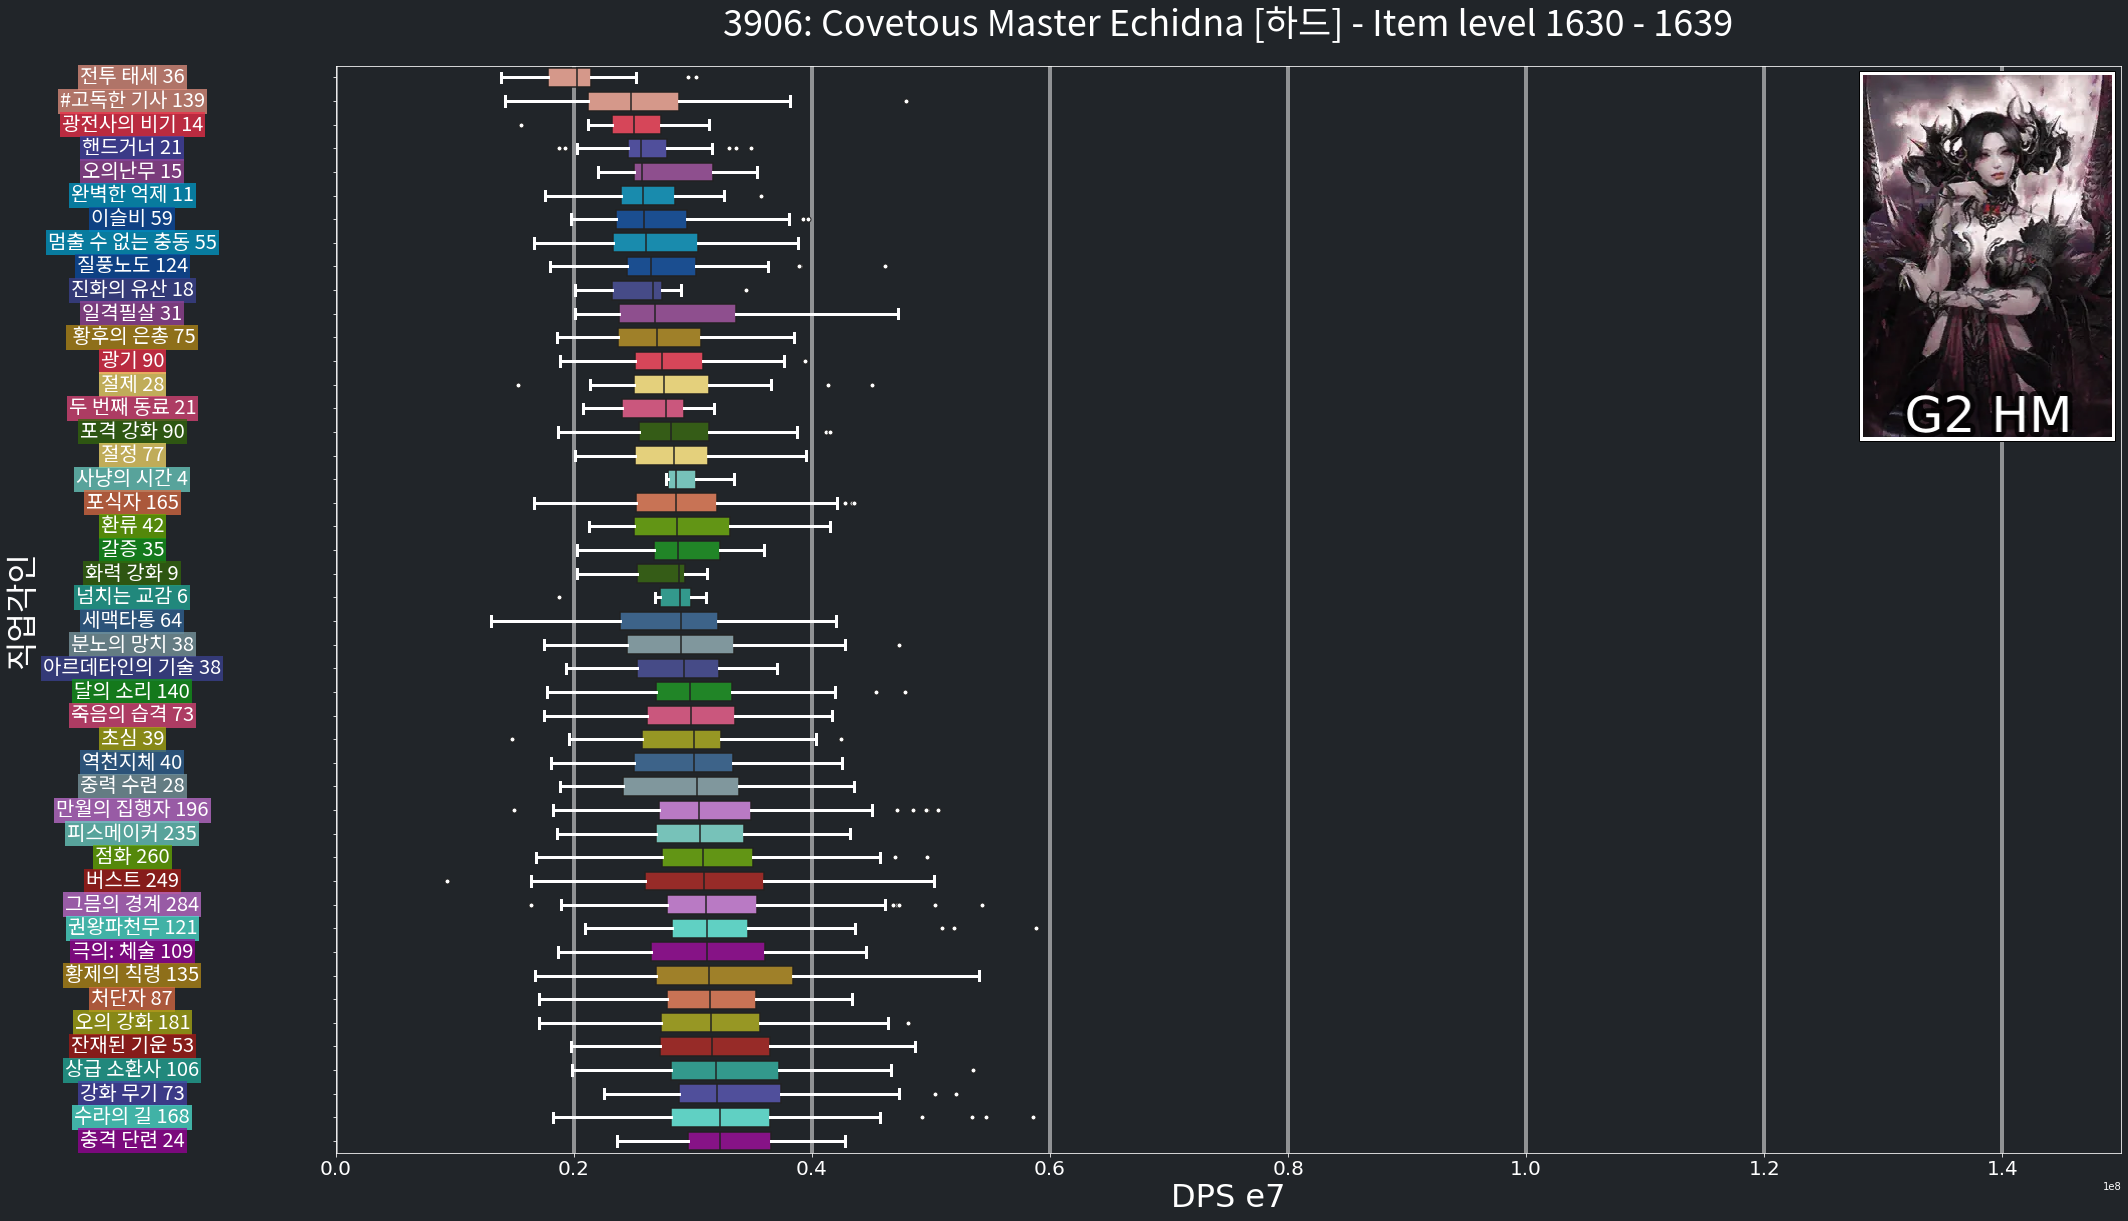 3906: Covetous Master Echidna [하드] - Item level 1630 - 1639
전투 태세 36
#고독한 기사 139
광전사의 비기 14
핸드거너 21
오의난무 15
완벽한 억제 11
이슬비 59
멈출 수 없는 충동 55
질풍노도 124
진화의 유산 18
일격필살 31
황후의 은총 75
광기 90
절제 28
두 번째 동료 21
포격 강화 90
절정 77
사냥의 시간 4
포식자 165
환류 42
갈증 35
화력 강화 9
넘치는 교감 6
세맥타통 64
분노의 망치 38
아르데타인의 기술 38
달의 소리 140
죽음의 습격 73
초심 39
역천지체 40
중력 수련 28
만월의 집행자 196
피스메이커 235
점화 260
버스트 249
그믐의 경계 284
권왕파천무 121
극의: 체술 109
황제의 칙령 135
처단자 87
오의 강화 181
잔재된 기운 53
상급 소환사 106
강화 무기 73
수라의 길 168
충격 단련 24
직업각인
G2 HM
0.0 0.2 0.4 0.6 0.8 1.0 1.2 1.4
1e8
DPS e7